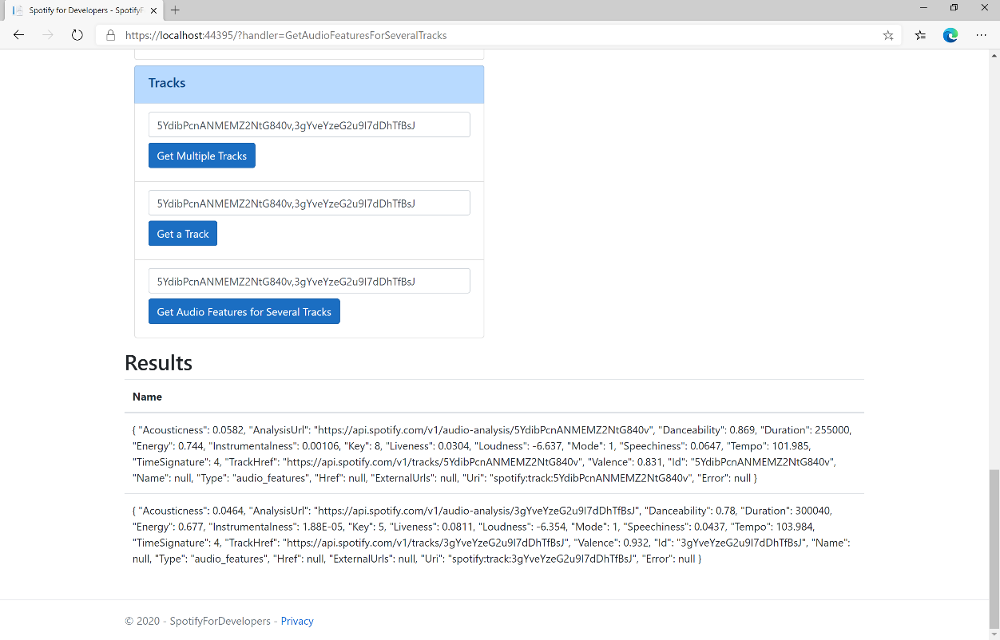 Spotify for Developers - SpotifyF
https://localhost:44395/?handler=GetAudioFeaturesForSeveralTracks
Tracks
5YdibPcnANMEMZ2NtG840v,3gYveYzeG2u9I7dDhTfBsJ
Get Multiple Tracks
5YdibPcnANMEMZ2NtG840v,3gYveYzeG2u9I7dDhTfBsJ
Get a Track
5YdibPcnANMEMZ2NtG840v,3gYveYzeG2u9I7dDhTfBsJ
Get Audio Features for Several Tracks
Results
Name
{ "Acousticness": 0.0582, "AnalysisUrl": "https://api.spotify.com/v1/audio-analysis/5YdibPcnANMEMZ2NtG840v", "Danceability": 0.869, "Duration": 255000,
"Energy": 0.744, "Instrumentalness": 0.00106, "Key": 8, "Liveness": 0.0304, "Loudness": -6.637, "Mode": 1, "Speechiness": 0.0647, "Tempo": 101.985,
"TimeSignature": 4, "TrackHref": "https://api.spotify.com/v1/tracks/5YdibPcnANMEMZ2NtG840v", "Valence": 0.831, "Id": "5YdibPcnANMEMZ2NtG840v",
"Name": null, "Type": "audio_features", "Href": null, "ExternalUrls": null, "Uri": "spotify:track:5YdibPcnANMEMZ2NtG840v", "Error": null }
{ "Acousticness": 0.0464, "AnalysisUrl": "https://api.spotify.com/v1/audio-analysis/3gYveYzeG2u9I7dDhTfBsJ", "Danceability": 0.78, "Duration": 300040,
"Energy": 0.677, "Instrumentalness": 1.88E-05, "Key": 5, "Liveness": 0.0811, "Loudness": -6.354, "Mode": 1, "Speechiness": 0.0437, "Tempo": 103.984,
"TimeSignature": 4, "TrackHref": "https://api.spotify.com/v1/tracks/3gYveYzeG2u9I7dDhTfBsJ", "Valence": 0.932, "Id": "3gYveYzeG2u9I7dDhTfBsJ", "Name":
null, "Type": "audio_features", "Href": null, "ExternalUrls": null, "Uri": "spotify:track:3gYveYzeG2u9I7dDhTfBsJ", "Error": null }
© 2020 - SpotifyForDevelopers - Privacy